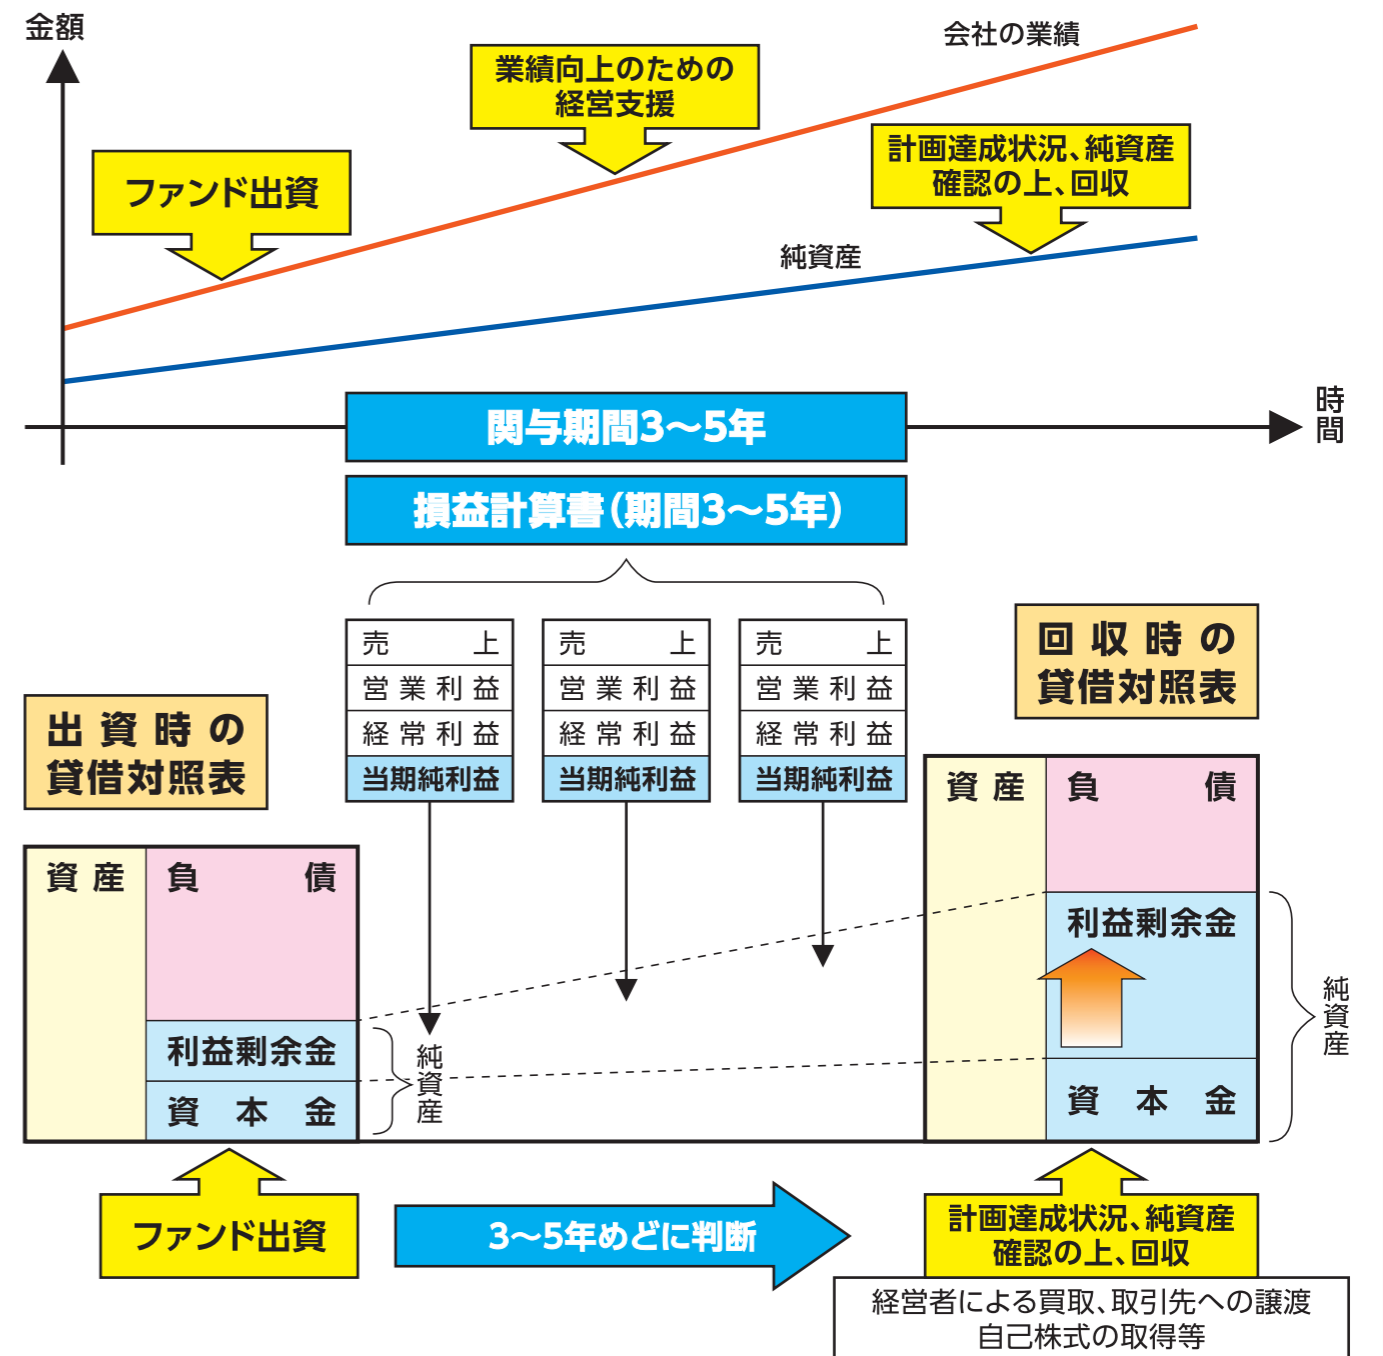 金額
会社の業績
業績向上のための
経営支援
計画達成状況、純資産
確認の上、回収
ファンド出資
純資産
時間
関与期間3～5年
損益計算書(期間3～5年)
売上
営業利益
経常利益
当期純利益
売上
営業利益
経常利益
当期純利益
売上
営業利益
経常利益
当期純利益
出資時の
貸借対照表
資産
負債
利益剰余金
資本金
純資産
回収時の
貸借対照表
資産
負債
利益剰余金
資本金
純資産
ファンド出資
3～5年めどに判断
計画達成状況、純資産
確認の上、回収
経営者による買取、取引先への譲渡
自己株式の取得等